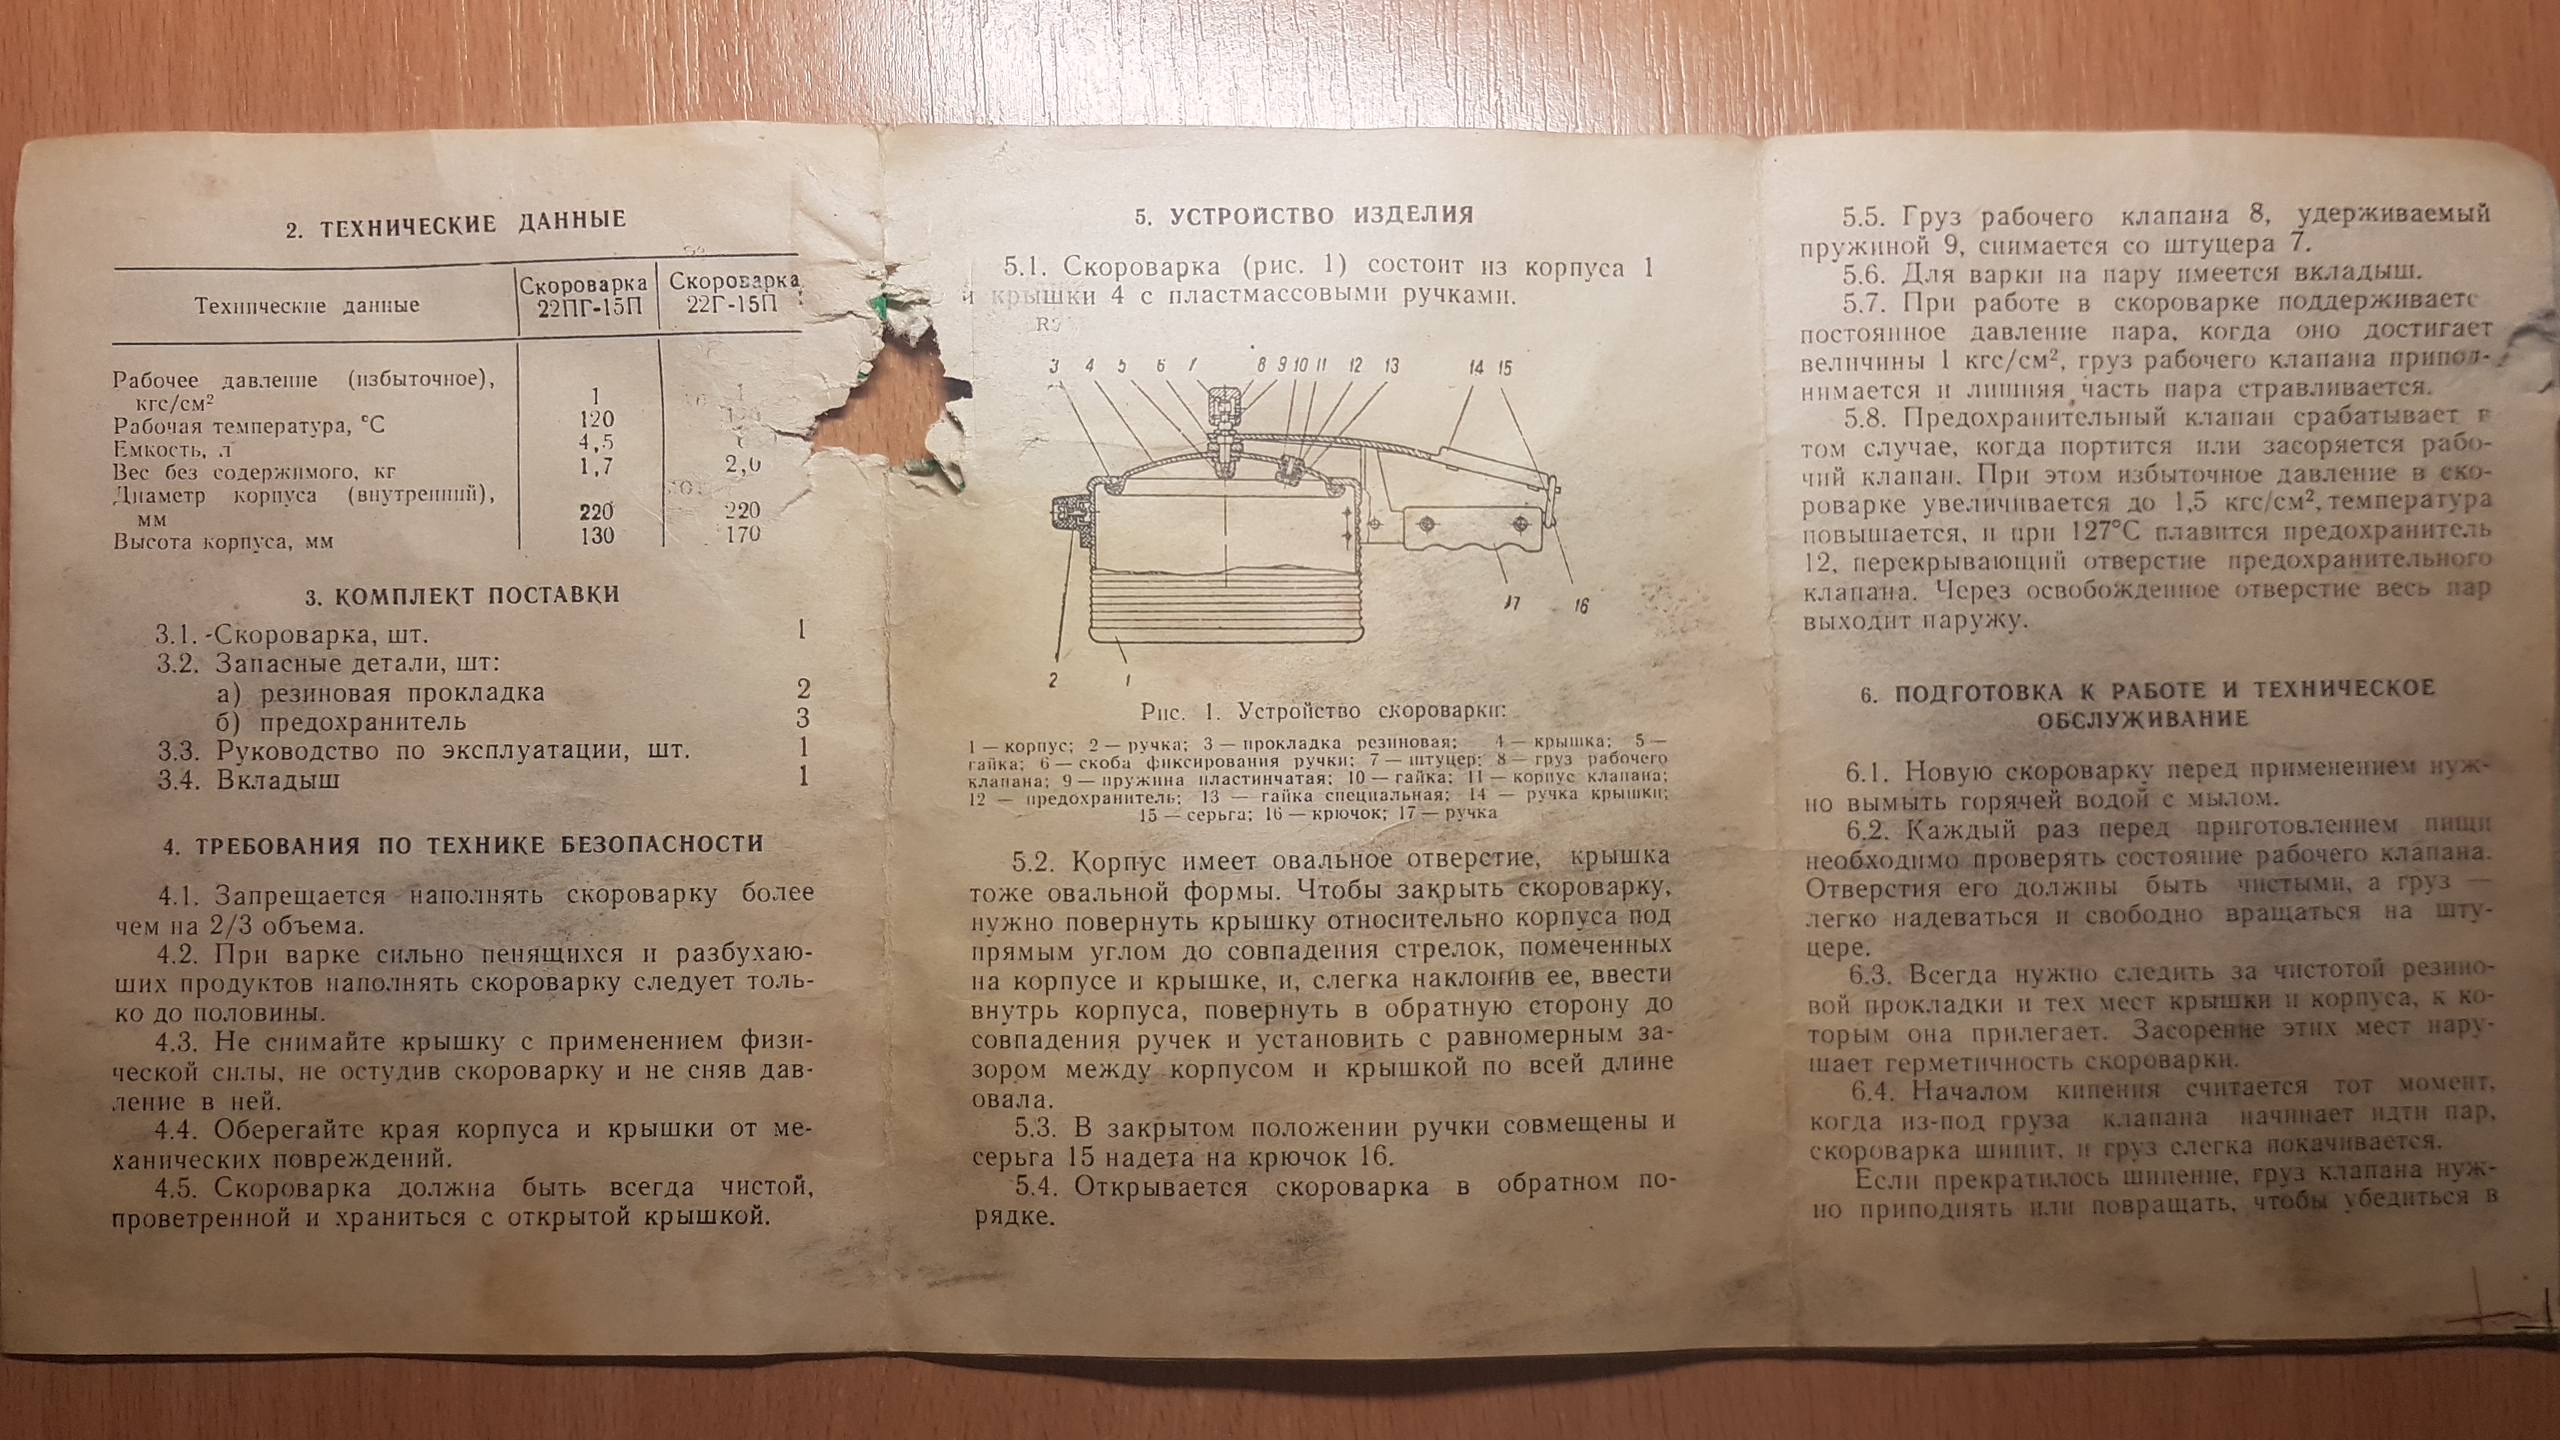 2. ТЕХНИЧЕСКИЕ ДАННЫЕ
Технические данные
Скороварка
22ПГ-15П
Скороварка
22Г-15П
Рабочее давление (избыточное),
кгс/см² 1
Рабочая температура, °С 120
Емкость, л 4,5
Вес без содержимого, кг 1,7 2,0
Диаметр корпуса (внутренний),
мм 220 220
Высота корпуса, мм 130 170
3. КОМПЛЕКТ ПОСТАВКИ
3.1. Скороварка, шт. 1
3.2. Запасные детали, шт:
а) резиновая прокладка 2
б) предохранитель 3
3.3. Руководство по эксплуатации, шт. 1
3.4. Вкладыш 1
4. ТРЕБОВАНИЯ ПО ТЕХНИКЕ БЕЗОПАСНОСТИ
4.1. Запрещается наполнять скороварку более
чем на 2/3 объема.
4.2. При варке сильно пенящихся и разбухаю-
ших продуктов наполнять скороварку следует толь-
ко до половины.
4.3. Не снимайте крышку с применением физи-
ческой силы, не остудив скороварку и не сняв дав-
ление в ней.
4.4. Оберегайте края корпуса и крышки от ме-
ханических повреждений.
4.5. Скороварка должна быть всегда чистой,
проветренной и храниться с открытой крышкой.
5. УСТРОЙСТВО ИЗДЕЛИЯ
5.1. Скороварка (рис. 1) состоит из корпуса 1
и крышки 4 с пластмассовыми ручками.
3 4 5 6 7 8 9 10 11 12 13 14 15
17 16
2 1
Рис. 1. Устройство скороварки:
1 — корпус; 2 — ручка; 3 — прокладка резиновая; 4 — крышка; 5 —
гайка; 6 — скоба фиксирования ручки; 7 — штуцер; 8 — груз рабочего
клапана; 9 — пружина пластинчатая; 10 — гайка; 11 — корпус клапана;
12 — предохранитель; 13 — гайка специальная; 14 — ручка крышки;
15 — серьга; 16 — крючок; 17 — ручка
5.2. Корпус имеет овальное отверстие, крышка
тоже овальной формы. Чтобы закрыть скороварку,
нужно повернуть крышку относительно корпуса под
прямым углом до совпадения стрелок, помеченных
на корпусе и крышке, и, слегка наклонив ее, ввести
внутрь корпуса, повернуть в обратную сторону до
совпадения ручек и установить с равномерным за-
зором между корпусом и крышкой по всей длине
овала.
5.3. В закрытом положении ручки совмещены и
серьга 15 надета на крючок 16.
5.4. Открывается скороварка в обратном по-
рядке.
5.5. Груз рабочего клапана 8, удерживаемый
пружиной 9, снимается со штуцера 7.
5.6. Для варки на пару имеется вкладыш.
5.7. При работе в скороварке поддерживаетс
постоянное давление пара, когда оно достигает
величины 1 кгс/см², груз рабочего клапана припод-
нимается и лишняя часть пара стравливается.
5.8. Предохранительный клапан срабатывает в
том случае, когда портится или засоряется рабо-
чий клапан. При этом избыточное давление в ско-
роварке увеличивается до 1,5 кгс/см², температура
повышается, и при 127°С плавится предохранитель
12, перекрывающий отверстие предохранительного
клапана. Через освобожденное отверстие весь пар
выходит наружу.
6. ПОДГОТОВКА К РАБОТЕ И ТЕХНИЧЕСКОЕ
ОБСЛУЖИВАНИЕ
6.1. Новую скороварку перед применением нуж-
но вымыть горячей водой с мылом.
6.2. Каждый раз перед приготовлением пищи
необходимо проверять состояние рабочего клапана.
Отверстия его должны быть чистыми, а груз —
легко надеваться и свободно вращаться на шту-
цере.
6.3. Всегда нужно следить за чистотой резино-
вой прокладки и тех мест крышки и корпуса, к ко-
торым она прилегает. Засорение этих мест нару-
шает герметичность скороварки.
6.4. Началом кипения считается тот момент,
когда из-под груза клапана начинает идти пар,
скороварка шипит, и груз слегка покачивается.
Если прекратилось шипение, груз клапана нуж-
но приподнять или повращать, чтобы убедиться в